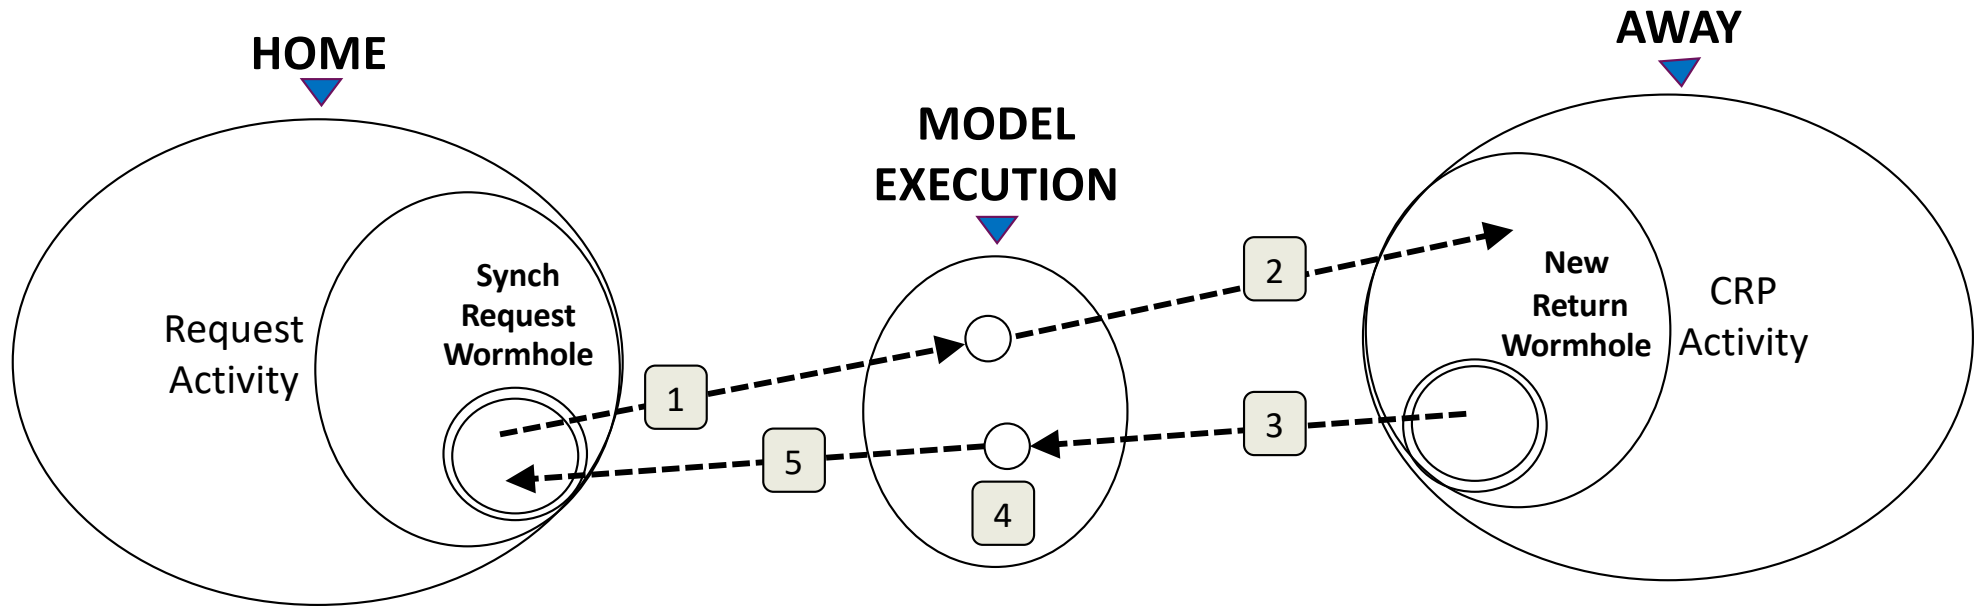 HOME
AWAY
MODEL
EXECUTION
Request
Activity
Synch
Request
Wormhole
1
2
3
4
5
New
Return
Wormhole
CRP
Activity